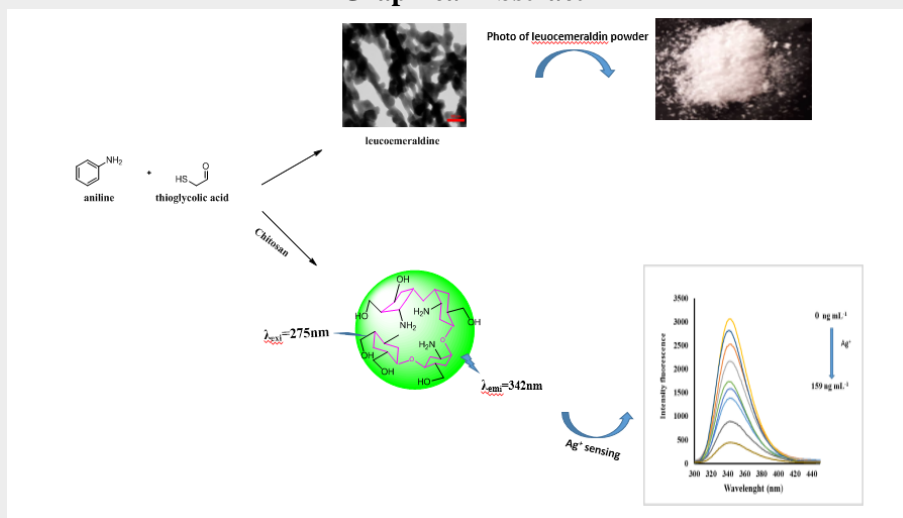 Photo of leuocemeraldin powder
leucoemeraldine
NH₂
HS
O
+
aniline
thioglycolic acid
Chitosan
OH
HO
H₂N
NH₂
OH
H₂N
O
OH
OH
O
HO
λexi=275nm
λemi=342nm
Ag⁺ sensing
3500
3000
2500
2000
1500
1000
500
0
300 320 340 360 380 400 420 440
Intensity fluorescence
Wavelenght (nm)
0 ng mL⁻¹
Ag⁺
159 ng mL⁻¹